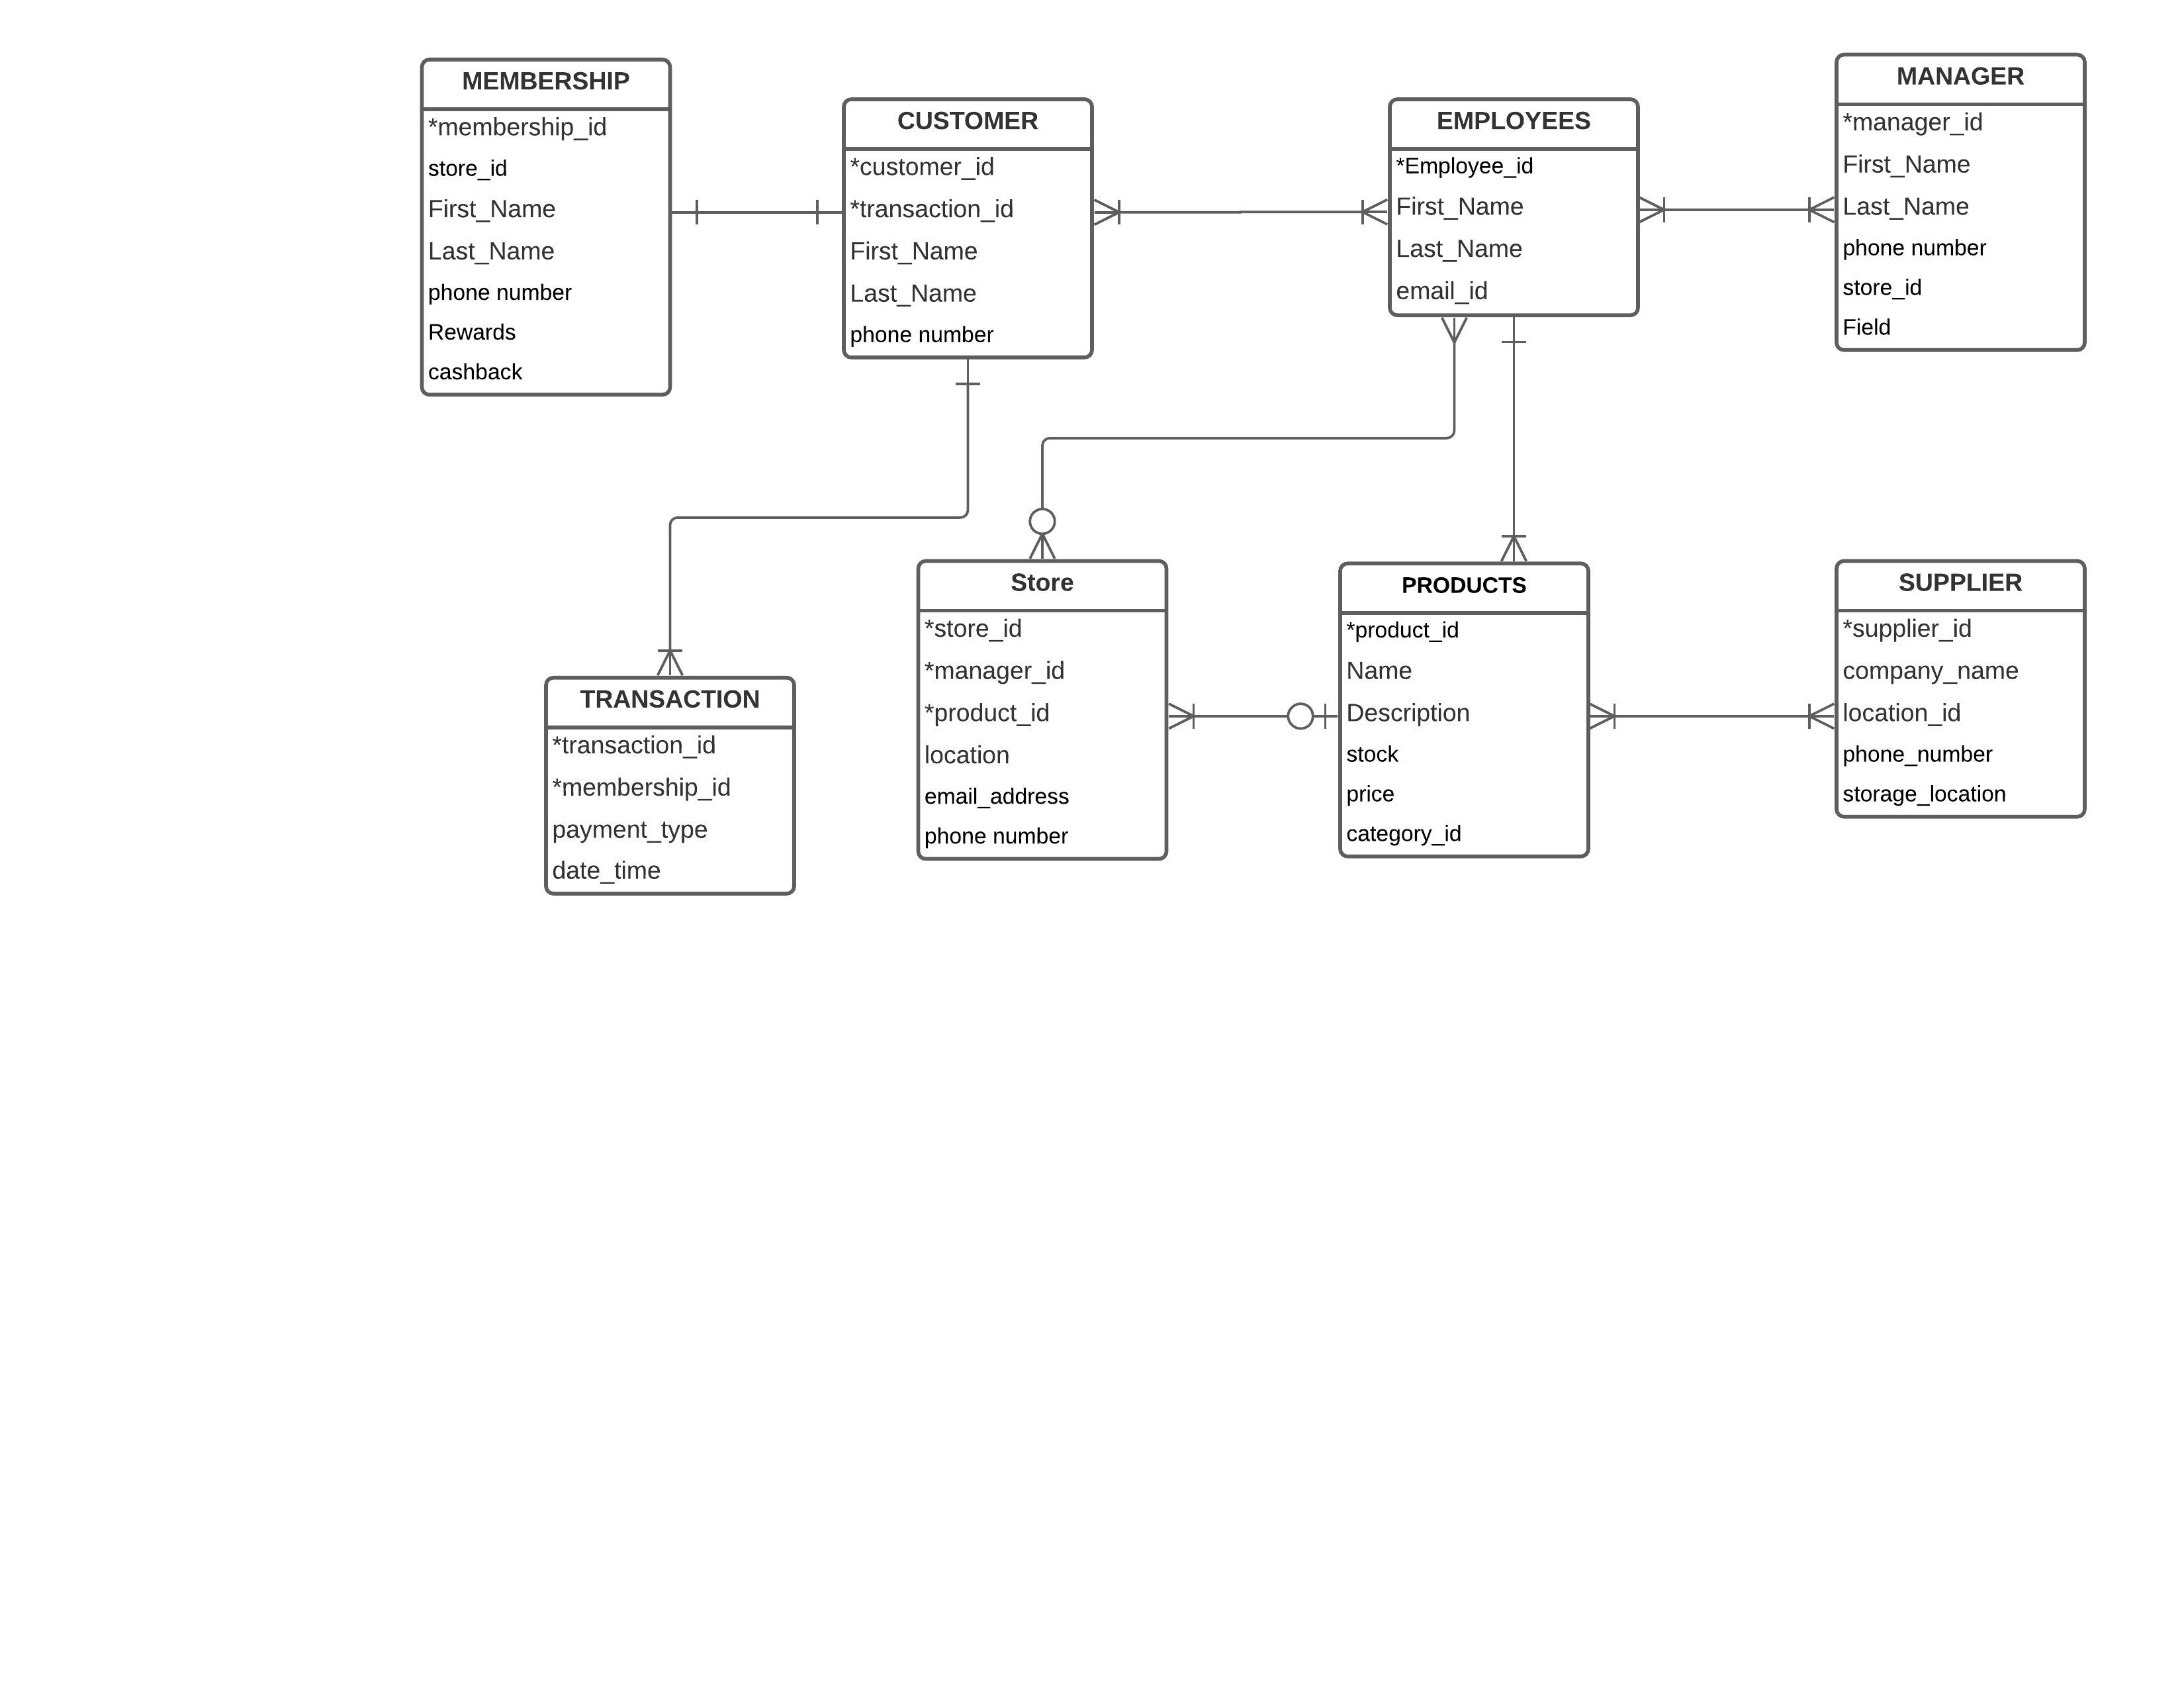 MEMBERSHIP
*membership_id
store_id
First_Name
Last_Name
phone number
Rewards
cashback
CUSTOMER
*customer_id
*transaction_id
First_Name
Last_Name
phone number
EMPLOYEES
*Employee_id
First_Name
Last_Name
email_id
MANAGER
*manager_id
First_Name
Last_Name
phone number
store_id
Field
TRANSACTION
*transaction_id
*membership_id
payment_type
date_time
Store
*store_id
*manager_id
*product_id
location
email_address
phone number
PRODUCTS
*product_id
Name
Description
stock
price
category_id
SUPPLIER
*supplier_id
company_name
location_id
phone_number
storage_location